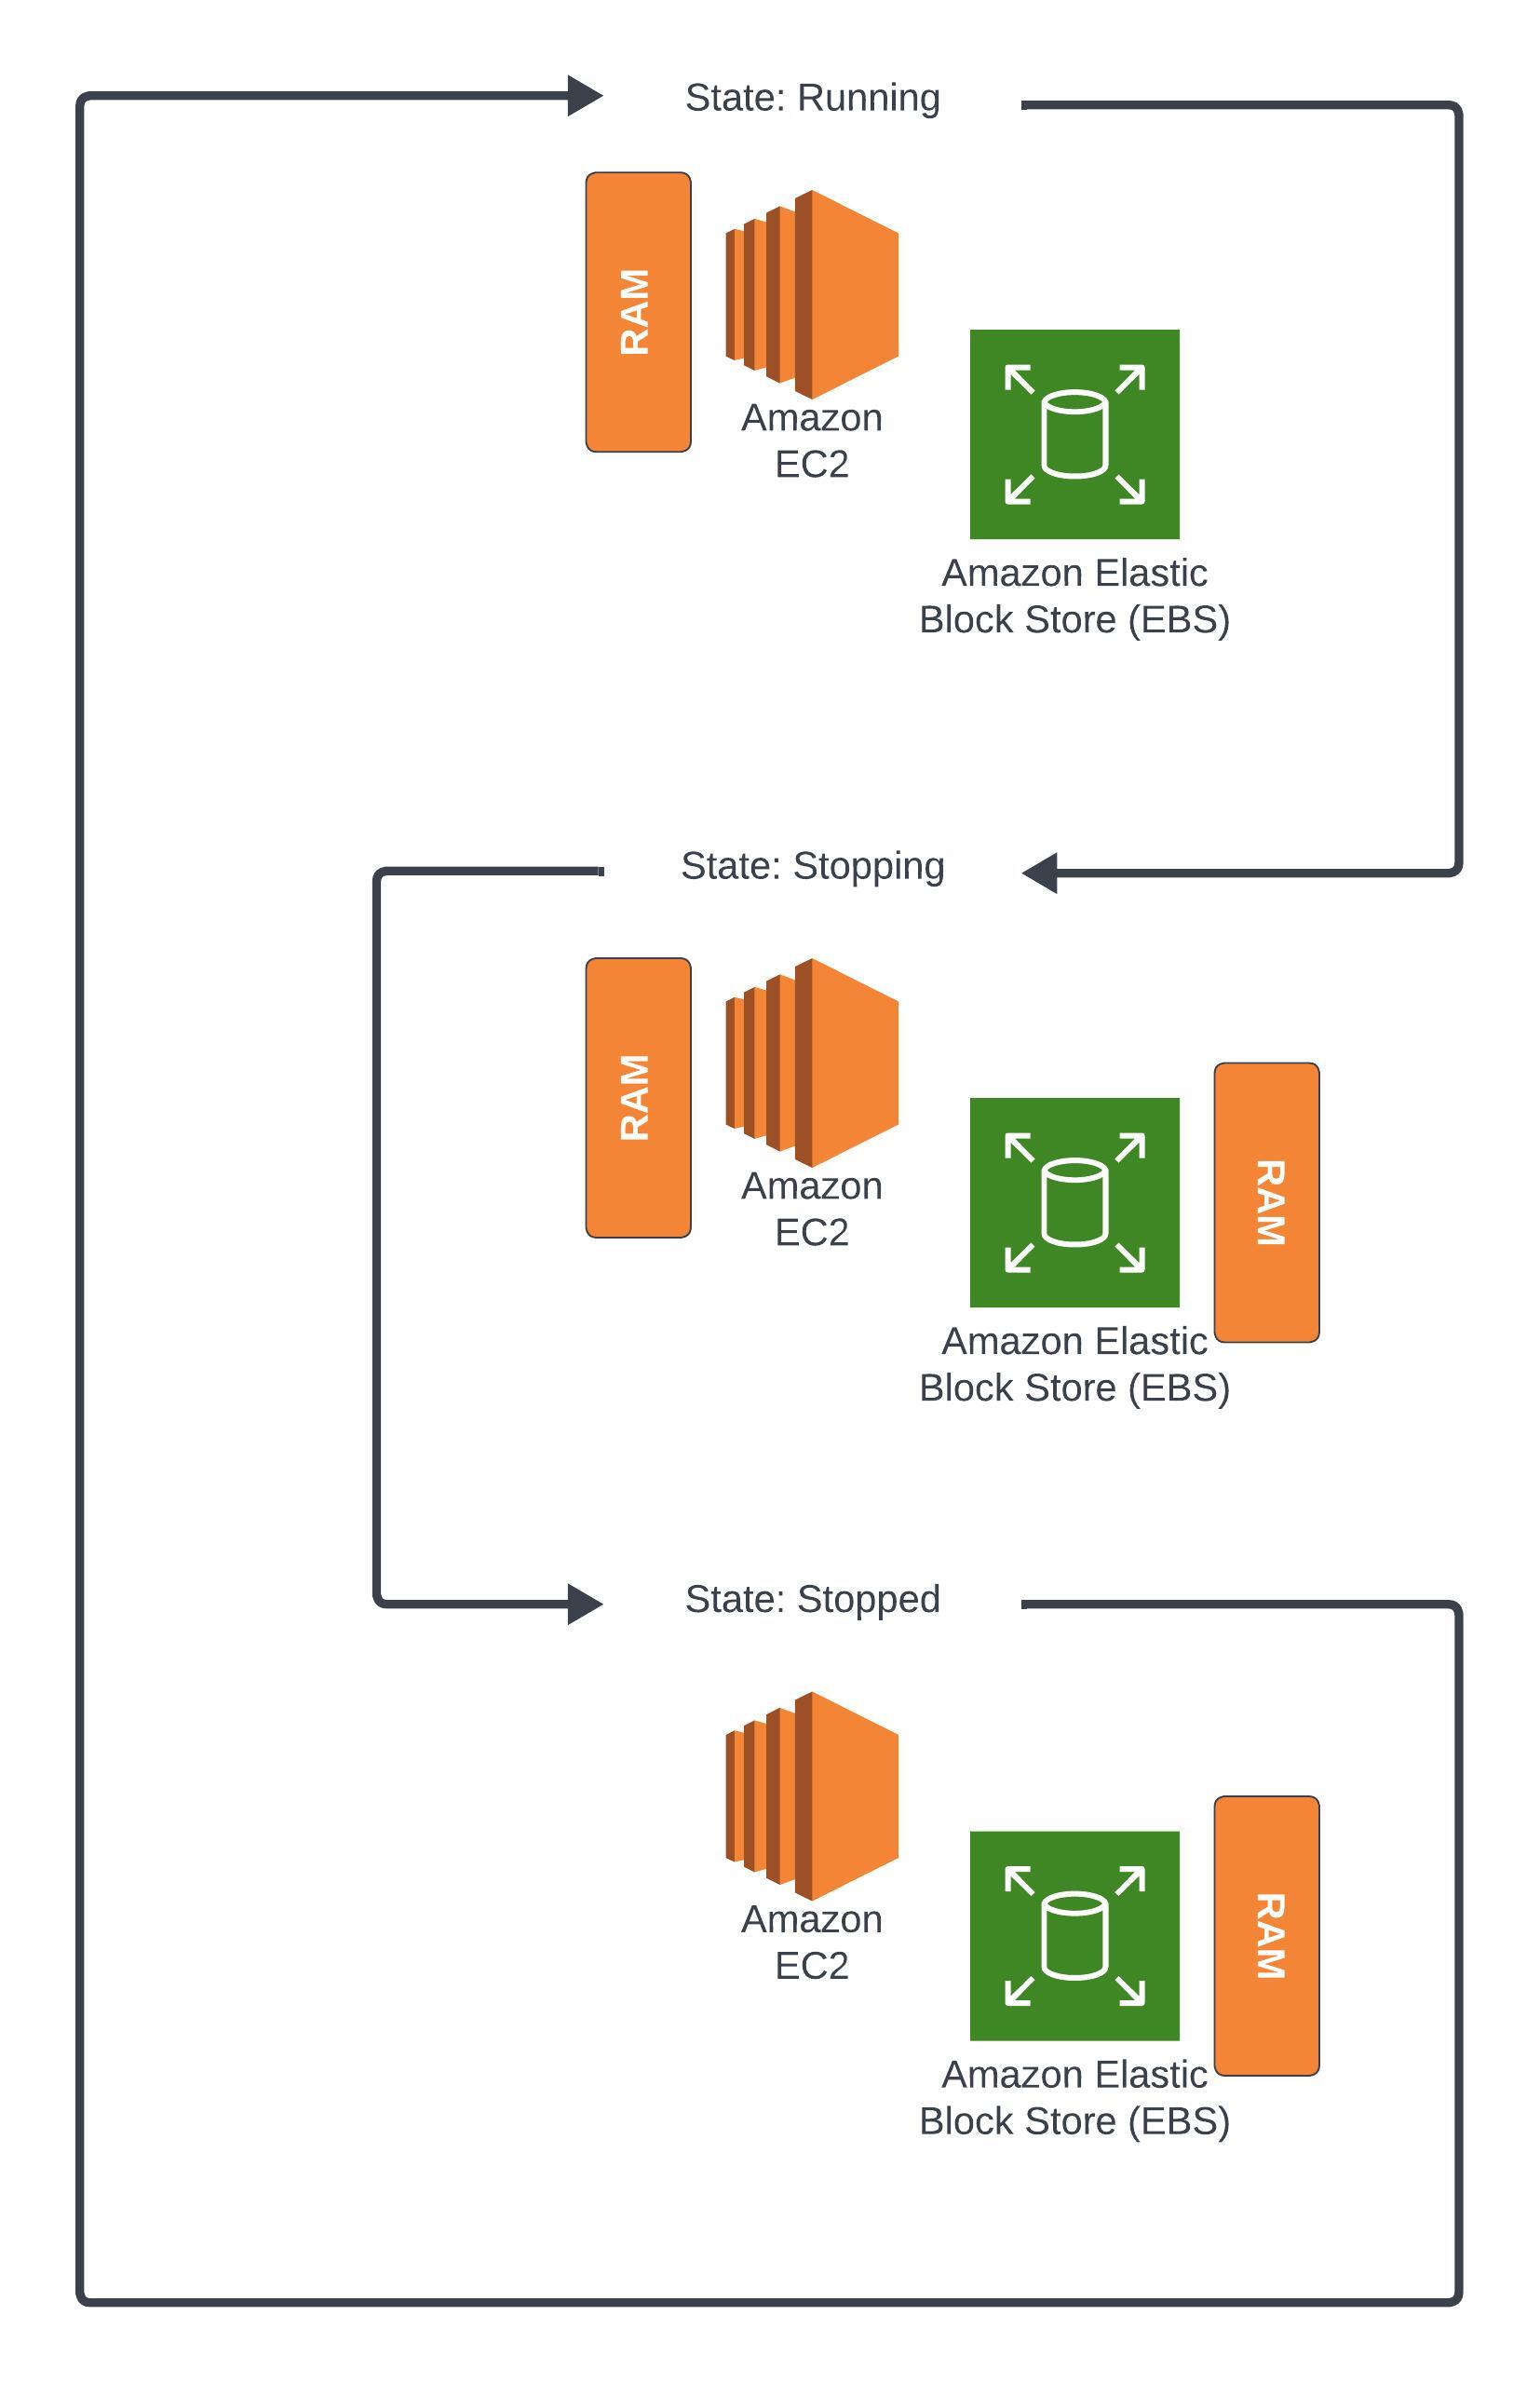 State: Running
RAM
Amazon
EC2
Amazon Elastic
Block Store (EBS)
State: Stopping
RAM
Amazon
EC2
RAM
Amazon Elastic
Block Store (EBS)
State: Stopped
Amazon
EC2
RAM
Amazon Elastic
Block Store (EBS)